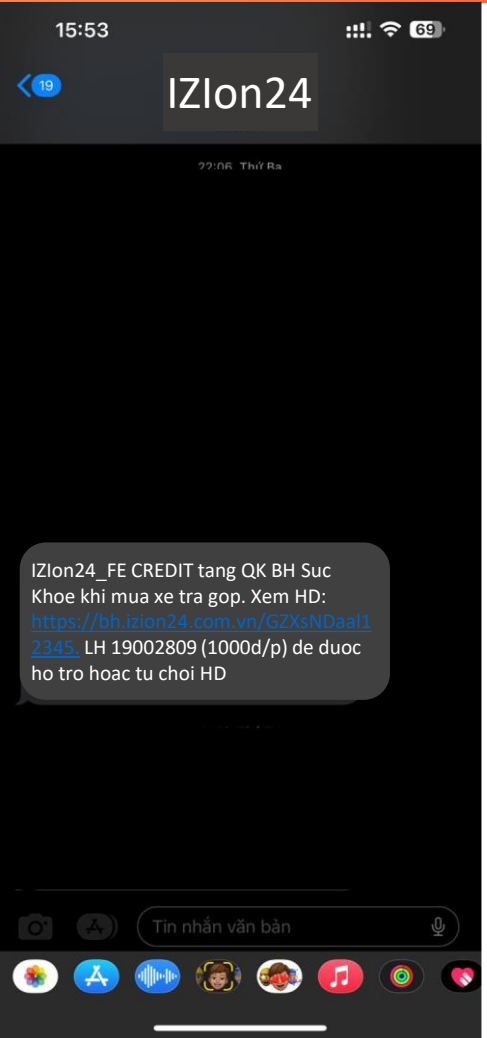 15:53
69
19
IZIon24
22:06 Thứ Ba
IZIon24_FE CREDIT tang QK BH Suc
Khoe khi mua xe tra gop. Xem HD:
https://bh.izion24.com.vn/GZXsNDaal1
2345. LH 19002809 (1000d/p) de duoc
ho tro hoac tu choi HD
Tin nhắn văn bản